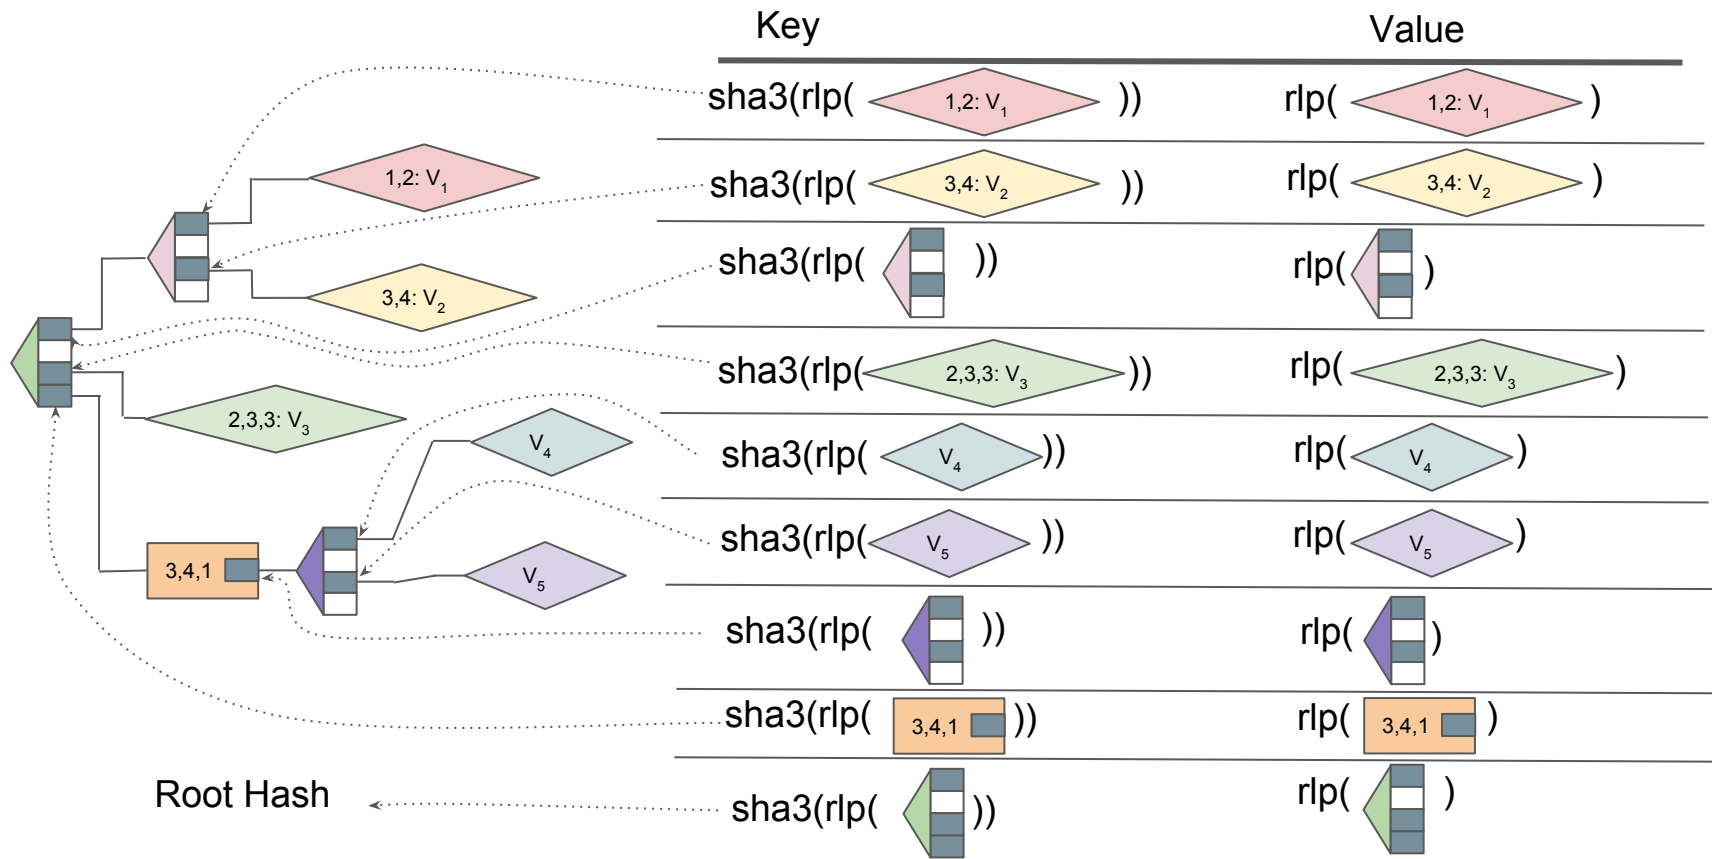 Key Value
sha3(rlp( 1,2: V1 )) rlp( 1,2: V1 )
1,2: V1
sha3(rlp( 3,4: V2 )) rlp( 3,4: V2 )
sha3(rlp( )) rlp( )
3,4: V2
sha3(rlp( 2,3,3: V3 )) rlp( 2,3,3: V3 )
2,3,3: V3
V4
sha3(rlp( V4 )) rlp( V4 )
sha3(rlp( V5 )) rlp( V5 )
3,4,1
V5
sha3(rlp( )) rlp( )
sha3(rlp( 3,4,1 )) rlp( 3,4,1 )
Root Hash
sha3(rlp( )) rlp( )